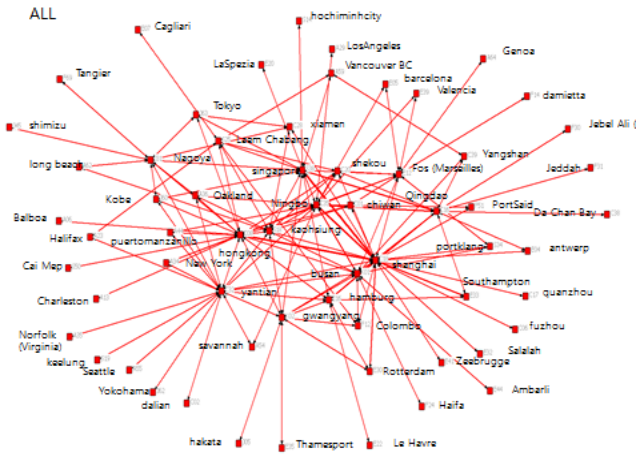 ALL
Cagliari
hochiminhcity
LosAngeles
Genoa
LaSpezia
Vancouver BC
Tangier
barcelona
Valencia
damietta
Tokyo
xiamen
shimizu
Laem Chabang
Jebel Ali (
long beach
Nagoya
shekou
Fos (Marseilles)
Yangshan
singapor
Jeddah
Kobe
Oakland
Ningbo
chiwan
Qingdao
PortSaid
Da Chan Bay
Balboa
Halifax
puertomanzanillo
kaohsiung
hongkong
portklang
antwerp
Cai Mep
New York
shanghai
busan
Southampton
quanzhou
Charleston
yantian
hamburg
gwangyang
Colombo
fuzhou
Norfolk
(Virginia)
savannah
keelung
Seattle
Salalah
Zeebrugge
Rotterdam
Yokohama
Ambarli
dalian
Haifa
hakata
Thamesport
Le Havre